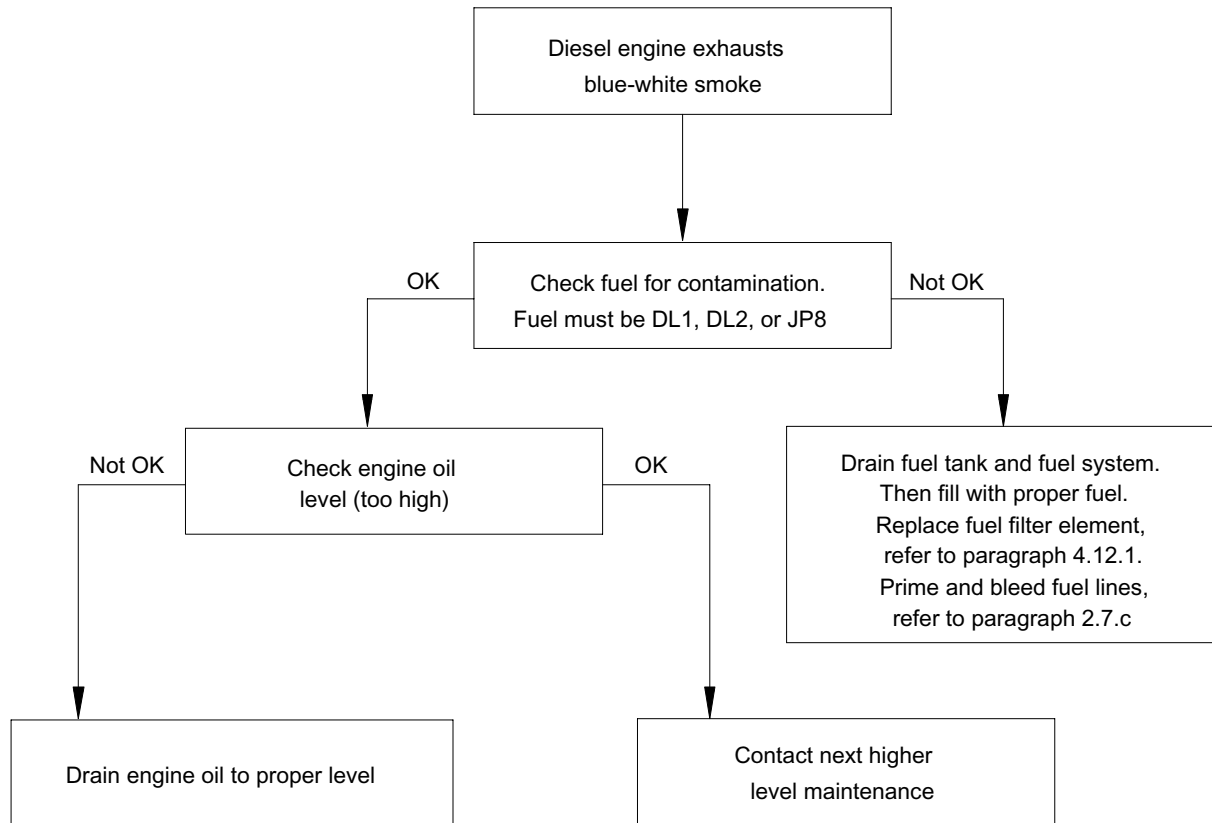 Diesel engine exhausts
blue-white smoke
OK
Check fuel for contamination.
Fuel must be DL1, DL2, or JP8
Not OK
Not OK
Check engine oil
level (too high)
OK
Drain fuel tank and fuel system.
Then fill with proper fuel.
Replace fuel filter element,
refer to paragraph 4.12.1.
Prime and bleed fuel lines,
refer to paragraph 2.7.c
Drain engine oil to proper level
Contact next higher
level maintenance